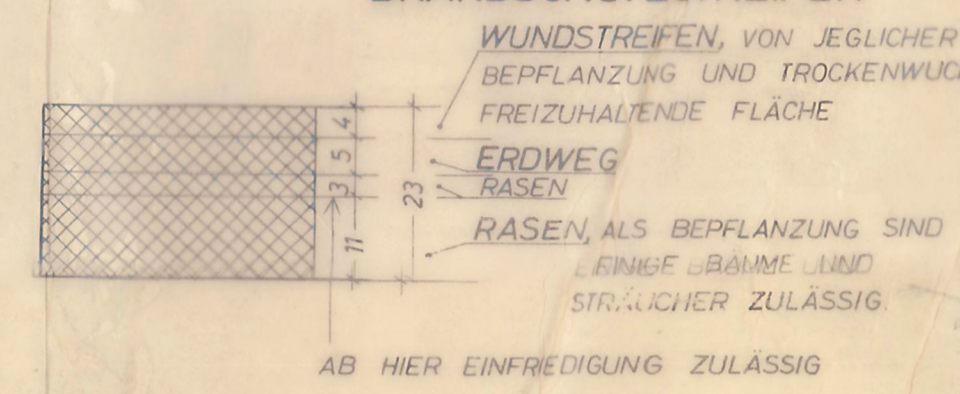 WUNDSTREIFEN, VON JEGLICHER
BEPFLANZUNG UND
FREIZUHALTENDE FLÄCHE
4
5
3
11
23
ERDWEG
RASEN
RASEN, ALS BEPFLANZUNG SIND
EINIGE BÄUME UND
STRÄUCHER ZULÄSSIG.
AB HIER EINFRIEDIGUNG ZULÄSSIG